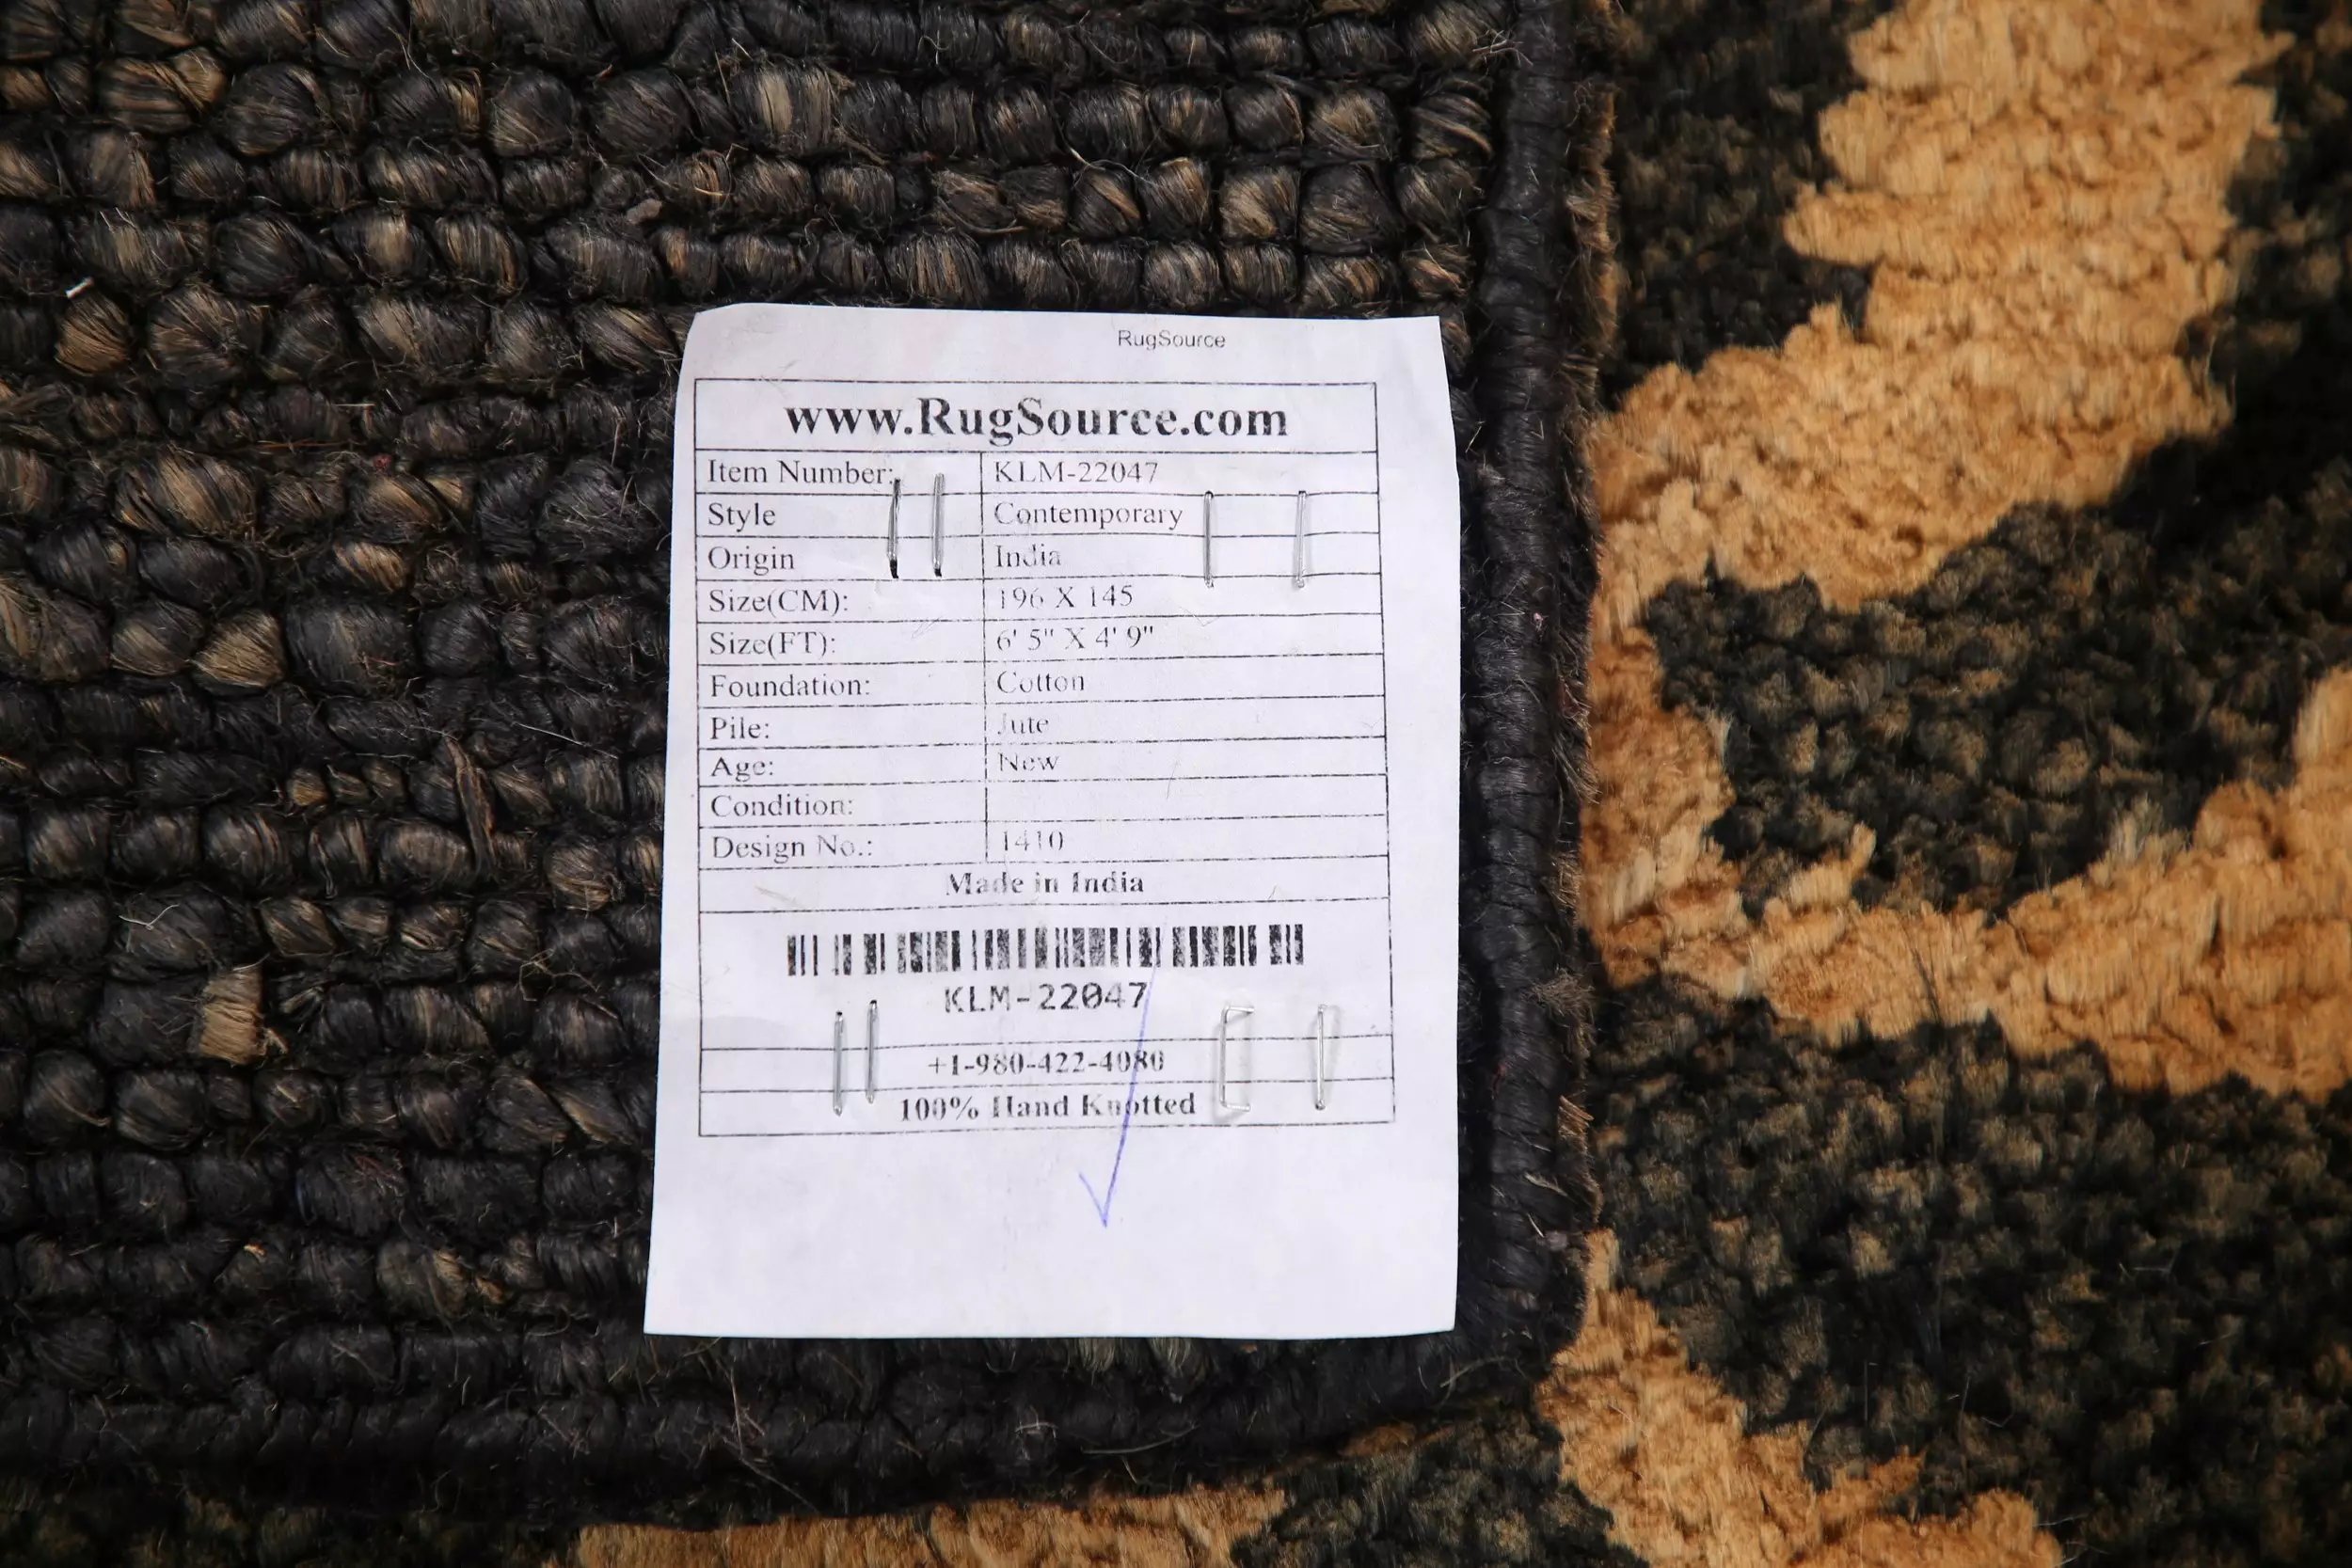 RugSource
www.RugSource.com
Item Number: KLM-22047
Style Contemporary
Origin India
Size(CM): 196 X 145
Size(FT): 6' 5" X 4' 9"
Foundation: Cotton
Pile: Jute
Age: New
Condition:
Design No.: 1410
Made in India
KLM-22047
+1-980-422-4080
100% Hand Knotted